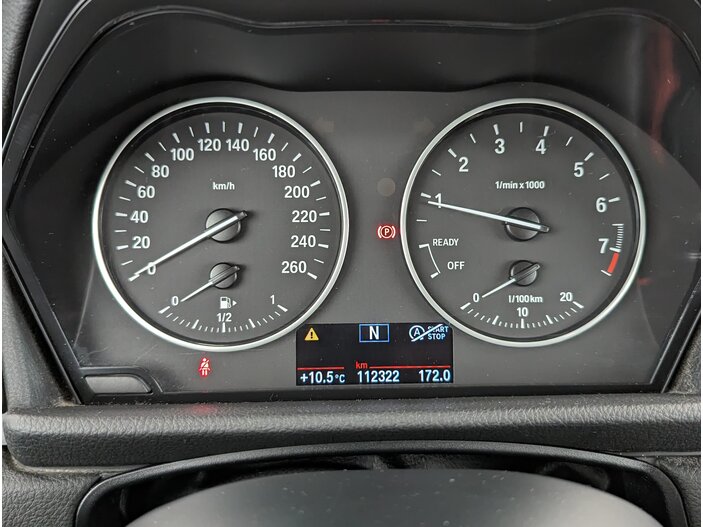 0 20 40 60 80 100 120 140 160 180 200 220 240 260
km/h
0 1/2 1
1 2 3 4 5 6 7
1/min x 1000
READY
OFF
0 10 20
l/100km
P
N
A START
STOP
km
+10.5°C 112322 172.0